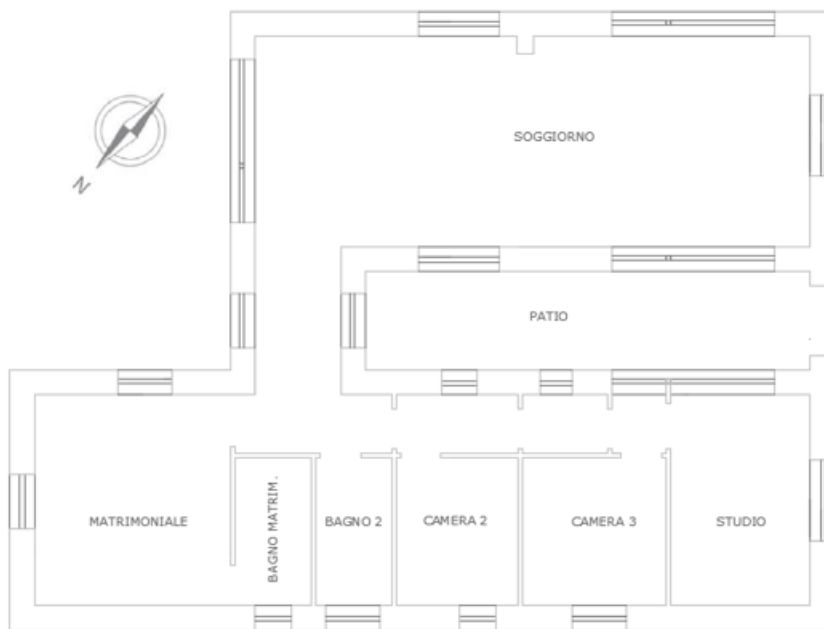 SOGGIORNO
N
PATIO
MATRIMONIALE
BAGNO MATRIM.
BAGNO 2
CAMERA 2
CAMERA 3
STUDIO